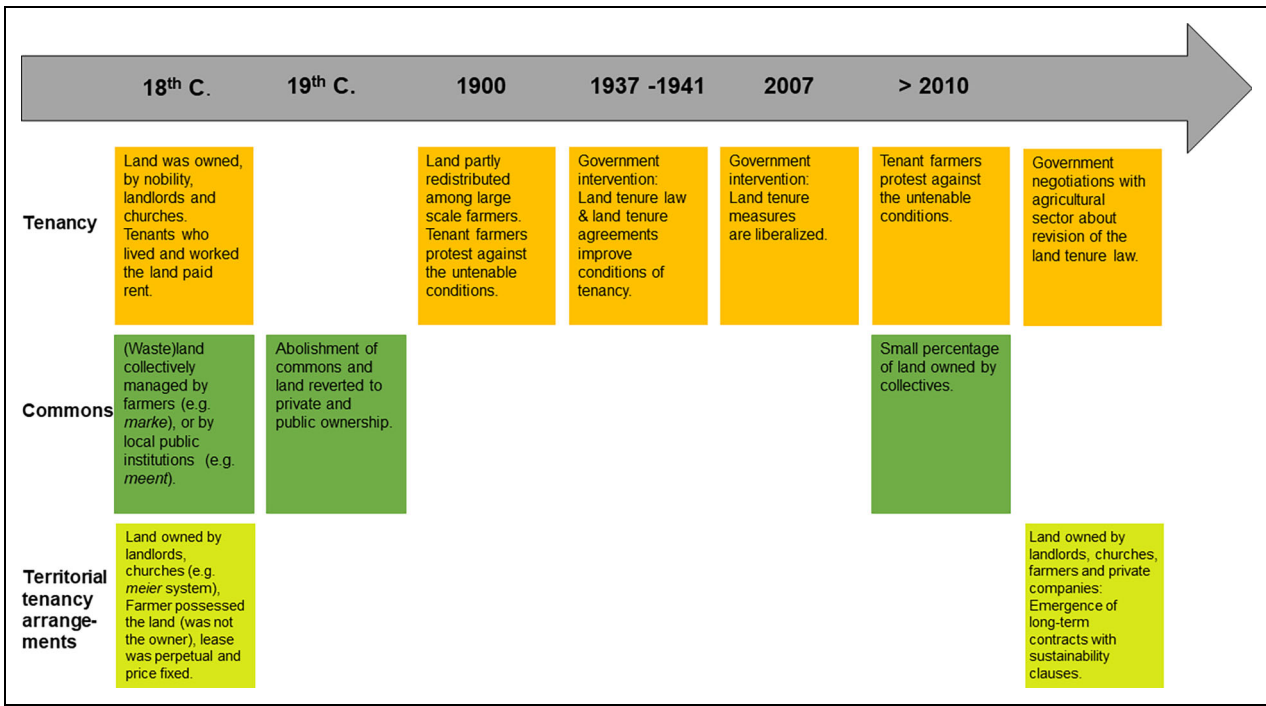 18th C.
19th C.
1900
1937 -1941
2007
> 2010
Tenancy
Land was owned,
by nobility,
landlords and
churches.
Tenants who
lived and worked
the land paid
rent.
Land partly
redistributed
among large
scale farmers.
Tenant farmers
protest against
the untenable
conditions.
Government
intervention:
Land tenure law
& land tenure
agreements
improve
conditions of
tenancy.
Government
intervention:
Land tenure
measures
are liberalized.
Tenant farmers
protest against
the untenable
conditions.
Government
negotiations with
agricultural
sector about
revision of the
land tenure law.
Commons
(Waste)land
collectively
managed by
farmers (e.g.
marke), or by
local public
institutions (e.g.
meent).
Abolishment of
commons and
land reverted to
private and
public ownership.
Small percentage
of land owned by
collectives.
Territorial
tenancy
arrange-
ments
Land owned by
landlords,
churches (e.g.
meier system),
Farmer possessed
the land (was not
the owner), lease
was perpetual and
price fixed.
Land owned by
landlords, churches,
farmers and private
companies:
Emergence of
long-term
contracts with
sustainability
clauses.